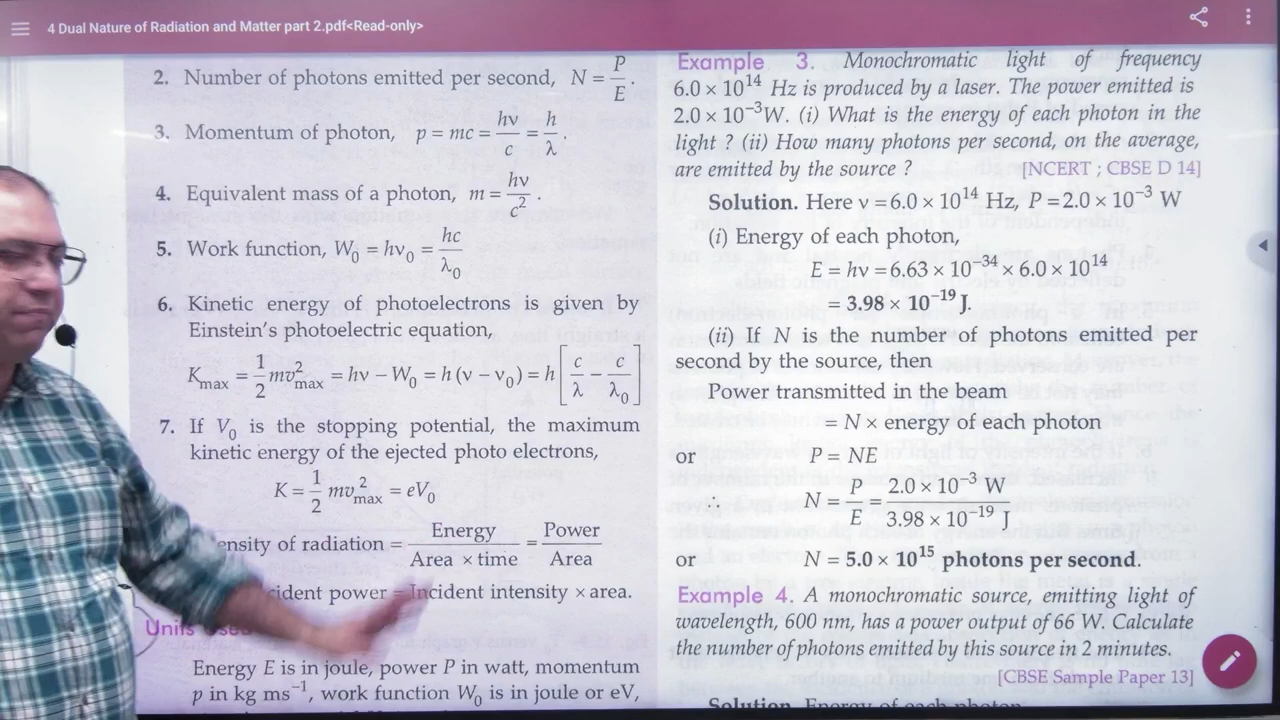 4 Dual Nature of Radiation and Matter part 2.pdf<Read-only>
2. Number of photons emitted per second, N = P/E.
3. Momentum of photon, p = mc = hν/c = h/λ.
4. Equivalent mass of a photon, m = hν/c².
5. Work function, W₀ = hν₀ = hc/λ₀
6. Kinetic energy of photoelectrons is given by
Einstein's photoelectric equation,
Kmax = 1/2 mv²max = hν − W₀ = h (ν − ν₀) = h [c/λ − c/λ₀]
7. If V₀ is the stopping potential, the maximum
kinetic energy of the ejected photo electrons,
K = 1/2 mv²max = eV₀
of radiation = Energy/Area × time = Power/Area
power = Incident intensity × area.
Units
Energy E is in joule, power P in watt, momentum
p in kg ms⁻¹, work function W₀ is in joule or eV,
Example 3. Monochromatic light of frequency
6.0 × 10¹⁴ Hz is produced by a laser. The power emitted is
2.0 × 10⁻³ W. (i) What is the energy of each photon in the
light ? (ii) How many photons per second, on the average,
are emitted by the source ? [NCERT ; CBSE D 14]
Solution. Here ν = 6.0 × 10¹⁴ Hz, P = 2.0 × 10⁻³ W
(i) Energy of each photon,
E = hν = 6.63 × 10⁻³⁴ × 6.0 × 10¹⁴
= 3.98 × 10⁻¹⁹ J.
(ii) If N is the number of photons emitted per
second by the source, then
Power transmitted in the beam
= N × energy of each photon
or P = NE
∴ N = P/E = 2.0 × 10⁻³ W/3.98 × 10⁻¹⁹ J
or N = 5.0 × 10¹⁵ photons per second.
Example 4. A monochromatic source, emitting light of
wavelength, 600 nm, has a power output of 66 W. Calculate
the number of photons emitted by this source in 2 minutes.
[CBSE Sample Paper 13]
Solution. Energy of each photon